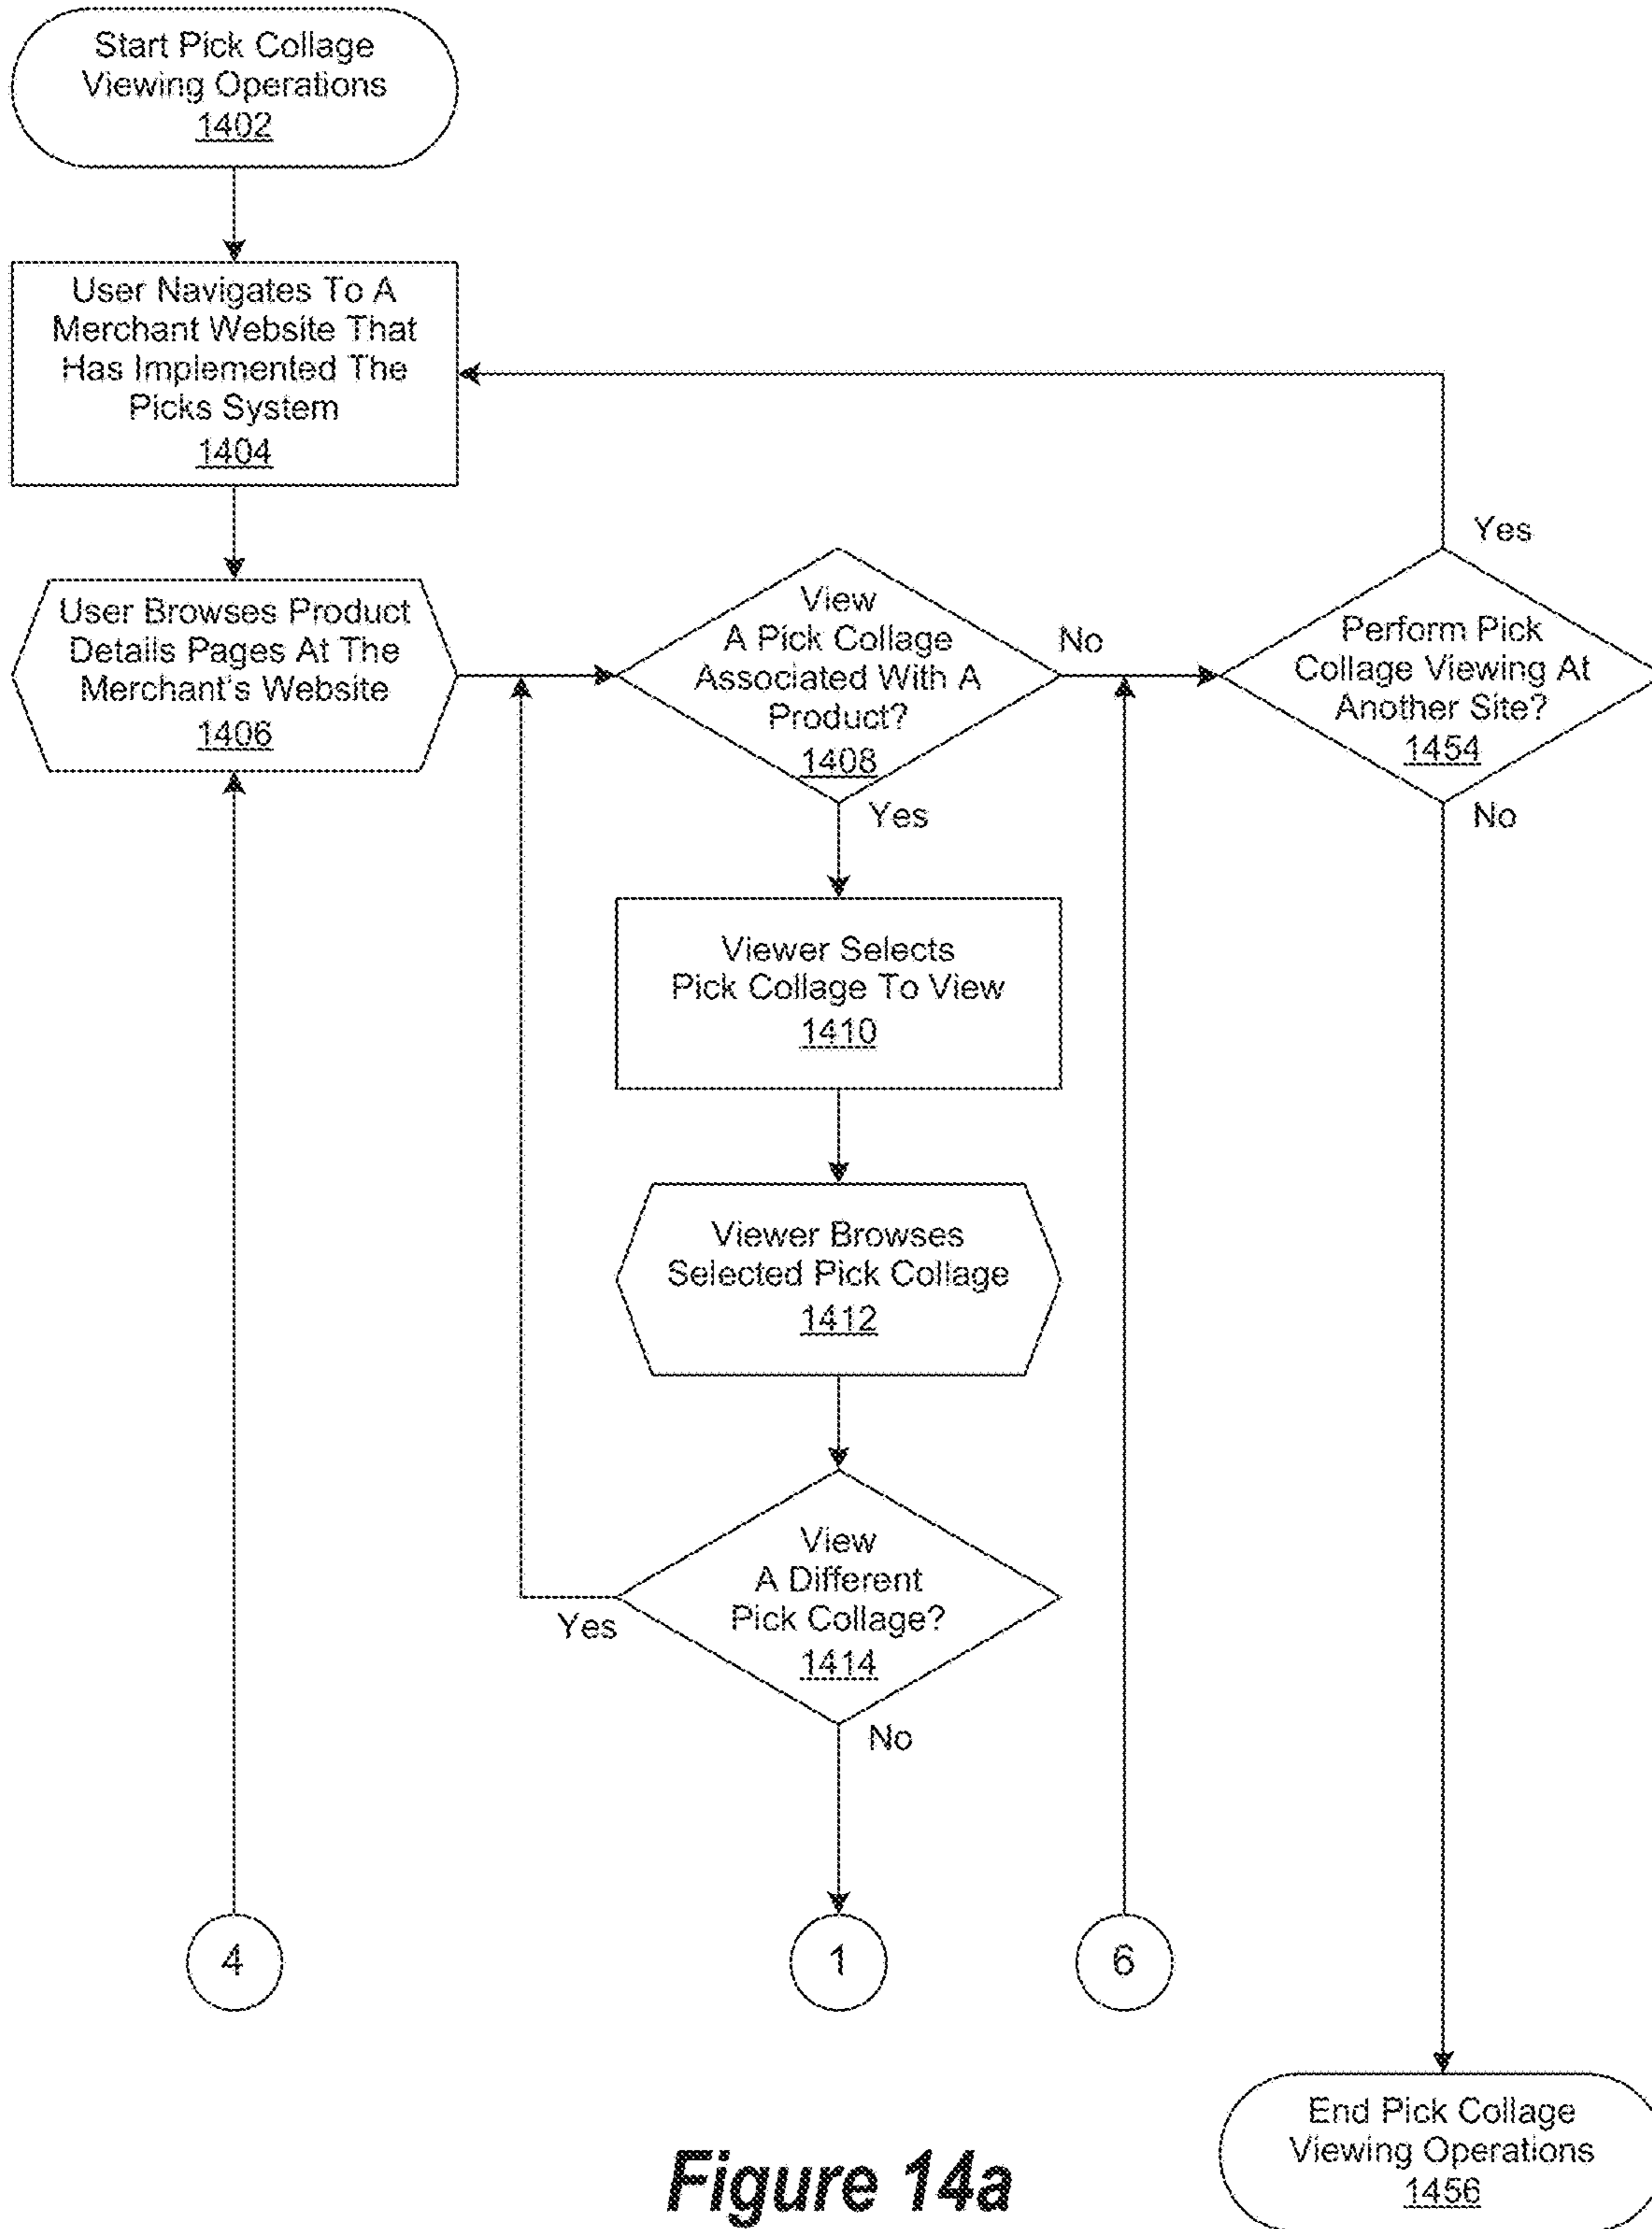 Start Pick Collage
Viewing Operations
1402
User Navigates To A
Merchant Website That
Has Implemented The
Picks System
1404
User Browses Product
Details Pages At The
Merchant's Website
1406
View
A Pick Collage
Associated With A
Product?
1408
No
Yes
Yes
Perform Pick
Collage Viewing At
Another Site?
1454
No
Viewer Selects
Pick Collage To View
1410
Viewer Browses
Selected Pick Collage
1412
View
A Different
Pick Collage?
1414
Yes
No
4
1
6
End Pick Collage
Viewing Operations
1456
Figure 14a